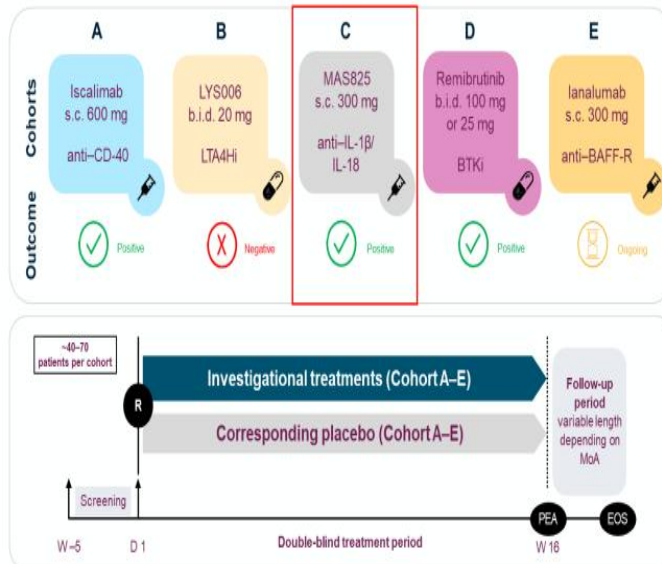 A
B
C
D
E
Cohorts
Iscalimab
s.c. 600 mg
anti–CD-40
LYS006
b.i.d. 20 mg
LTA4Hi
MAS825
s.c. 300 mg
anti–IL-1β/
IL-18
Remibrutinib
b.i.d. 100 mg
or 25 mg
BTKi
Ianalumab
s.c. 300 mg
anti–BAFF-R
Outcome
Positive
Negative
Positive
Positive
Ongoing
~40–70
patients per cohort
R
Investigational treatments (Cohort A–E)
Corresponding placebo (Cohort A–E)
Follow-up
period
variable length
depending on
MoA
Screening
PEA
EOS
W –5
D 1
Double-blind treatment period
W 16